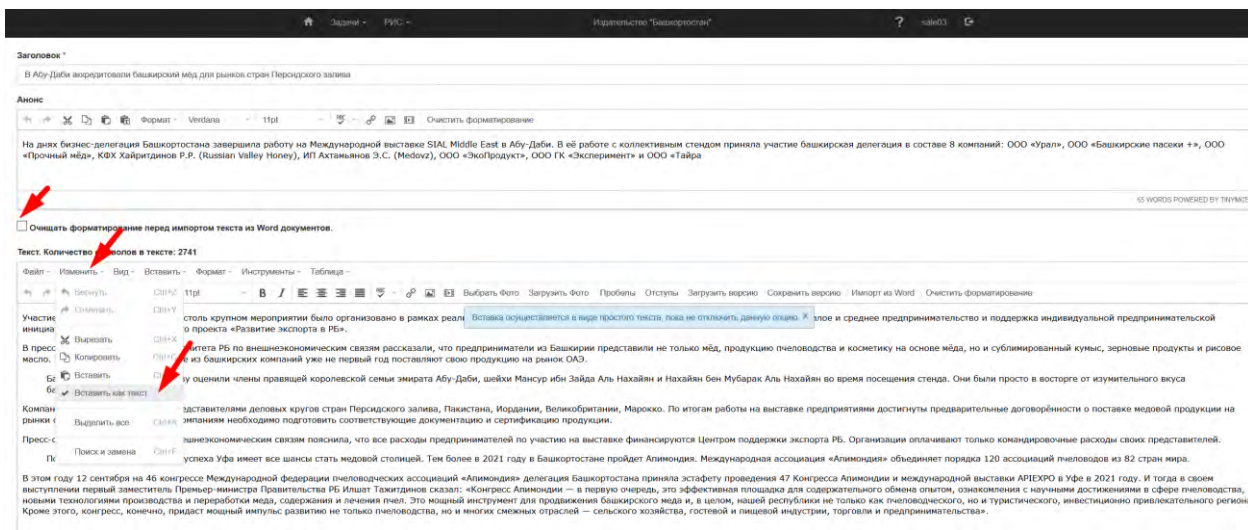 Задачи РИС Издательство "Башкортостан" ? sale03
Заголовок *
В Абу-Даби аккредитовали башкирский мёд для рынков стран Персидского залива
Анонс
Формат Verdana 11pt Очистить форматирование
На днях бизнес-делегация Башкортостана завершила работу на Международной выставке SIAL Middle East в Абу-Даби. В её работе с коллективным стендом приняла участие башкирская делегация в составе 8 компаний: ООО «Урал», ООО «Башкирские пасеки +», ООО
«Прочный мёд», КФХ Хайритдинов Р.Р. (Russian Valley Honey), ИП Ахтамьянов Э.С. (Medovz), ООО «ЭкоПродукт», ООО ГК «Эксперимент» и ООО «Тайра
65 WORDS POWERED BY TINYMCE
Очищать форматирование перед импортом текста из Word документов.
Текст. Количество символов в тексте: 2741
Файл Изменить Вид Вставить Формат Инструменты Таблица
11pt B I Выбрать Фото Загрузить Фото Пробелы Отступы Загрузить версию Сохранить версию Импорт из Word Очистить форматирование
Вернуть Ctrl+Z
Отменить Ctrl+Y
Вырезать Ctrl+X
Копировать Ctrl+C
Вставить
Вставить как текст
Выделить все Ctrl+A
Поиск и замена Ctrl+F
Вставка осуществляется в виде простого текста, пока не отключить данную опцию. X
Участие столь крупном мероприятии было организовано в рамках реали лое и среднее предпринимательство и поддержка индивидуальной предпринимательской
инициа о проекта «Развитие экспорта в РБ».
В пресс итета РБ по внешнеэкономическим связям рассказали, что предприниматели из Башкирии представили не только мёд, продукцию пчеловодства и косметику на основе мёда, но и сублимированный кумыс, зерновые продукты и рисовое
масло. е из башкирских компаний уже не первый год поставляют свою продукцию на рынок ОАЭ.
Ба у оценили члены правящей королевской семьи эмирата Абу-Даби, шейхи Мансур ибн Зайда Аль Нахайян и Нахайян бен Мубарак Аль Нахайян во время посещения стенда. Они были просто в восторге от изумительного вкуса
ба
Компан едставителями деловых кругов стран Персидского залива, Пакистана, Иордании, Великобритании, Марокко. По итогам работы на выставке предприятиями достигнуты предварительные договорённости о поставке медовой продукции на
рынки мпаниям необходимо подготовить соответствующие документацию и сертификацию продукции.
Пресс-с ешнеэкономическим связям пояснила, что все расходы предпринимателей по участию на выставке финансируются Центром поддержки экспорта РБ. Организации оплачивают только командировочные расходы своих представителей.
По успеха Уфа имеет все шансы стать медовой столицей. Тем более в 2021 году в Башкортостане пройдет Апимондия. Международная ассоциация «Апимондия» объединяет порядка 120 ассоциаций пчеловодов из 82 стран мира.
В этом году 12 сентября на 46 конгрессе Международной федерации пчеловодческих ассоциаций «Апимондия» делегация Башкортостана приняла эстафету проведения 47 Конгресса Апимондии и международной выставки APIEXPO в Уфе в 2021 году. И тогда в своем
выступлении первый заместитель Премьер-министра Правительства РБ Илшат Тажитдинов сказал: «Конгресс Апимондии — в первую очередь, это эффективная площадка для содержательного обмена опытом, ознакомления с научными достижениями в сфере пчеловодства,
новыми технологиями производства и переработки меда, содержания и лечения пчел. Это мощный инструмент для продвижения башкирского меда и, в целом, нашей республики не только как пчеловодческого, но и туристического, инвестиционно привлекательного регион
Кроме этого, конгресс, конечно, придаст мощный импульс развитию не только пчеловодства, но и многих смежных отраслей — сельского хозяйства, гостевой и пищевой индустрии, торговли и предпринимательства».